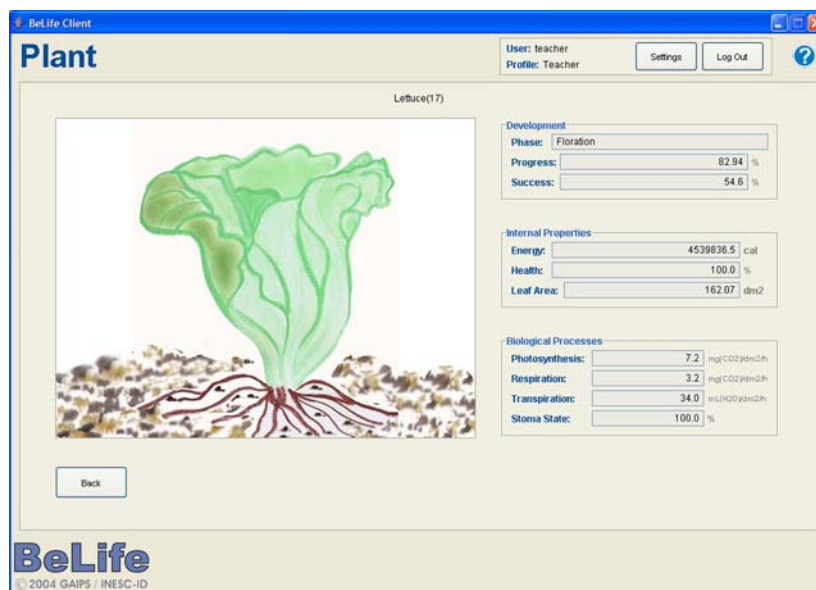 BeLife Client
Plant
User: teacher
Profile: Teacher
Settings
Log Out
?
Lettuce(17)
Development
Phase: Floration
Progress: 82.94 %
Success: 54.6 %
Internal Properties
Energy: 4539836.5 cal
Health: 100.0 %
Leaf Area: 162.07 dm2
Biological Processes
Photosynthesis: 7.2 mg(CO2)/dm2/h
Respiration: 3.2 mg(CO2)/dm2/h
Transpiration: 34.0 mL(H2O)/dm2/h
Stoma State: 100.0 %
Back
BeLife
© 2004 GAIPS / INESC-ID